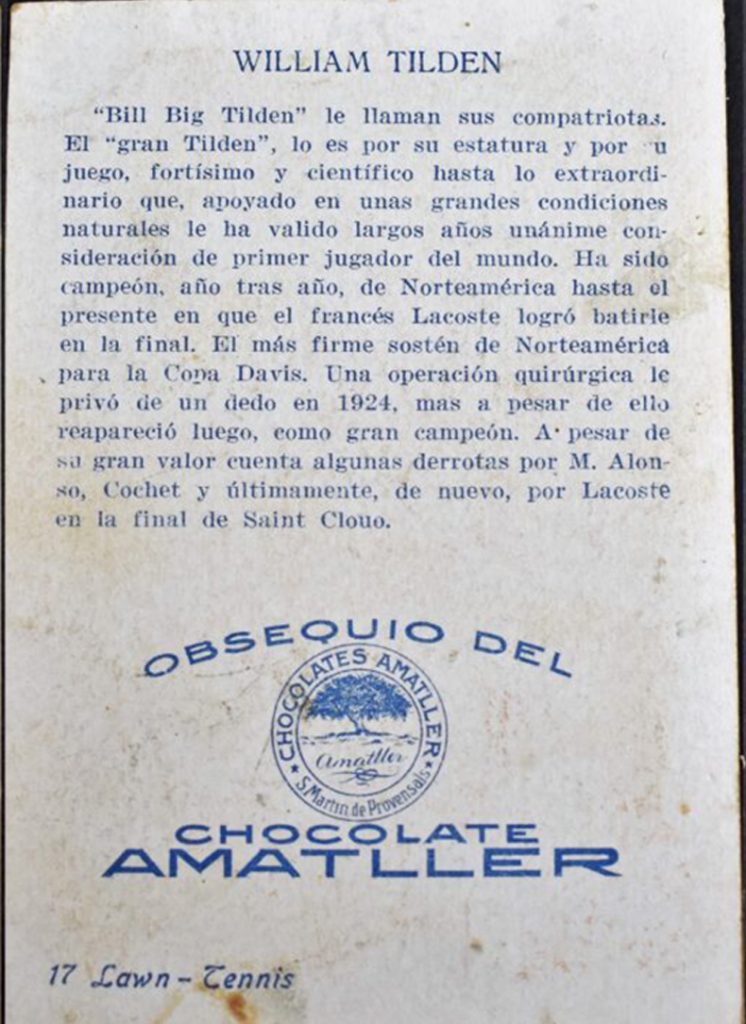 WILLIAM TILDEN
"Bill Big Tilden" le llaman sus compatriotas.
El "gran Tilden", lo es por su estatura y por u
juego, fortísimo y científico hasta lo extraordi-
nario que, apoyado en unas grandes condiciones
naturales le ha valido largos años unánime con-
sideración de primer jugador del mundo. Ha sido
campeón, año tras año, de Norteamérica hasta el
presente en que el francés Lacoste logró batirle
en la final. El más firme sostén de Norteamérica
para la Copa Davis. Una operación quirúrgica le
privó de un dedo en 1924, mas a pesar de ello
reapareció luego, como gran campeón. A pesar de
su gran valor cuenta algunas derrotas por M. Alon-
so, Cochet y últimamente, de nuevo, por Lacoste
en la final de Saint Clouo.
OBSEQUIO DEL
CHOCOLATES AMATLLER
Amatller
S. Martin de Provensals
CHOCOLATE
AMATLLER
17 Lawn - Tennis